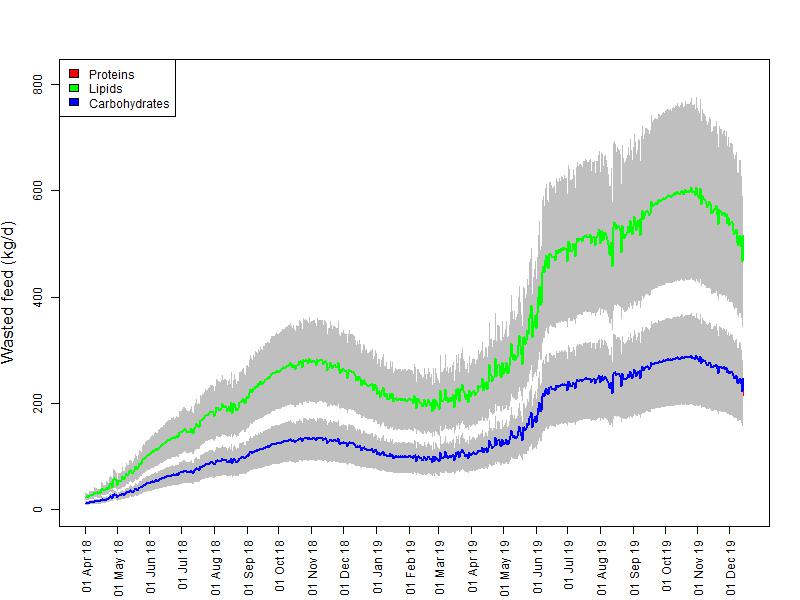 Proteins
Lipids
Carbohydrates
Wasted feed (kg/d)
800
600
400
200
0
01 Apr 18
01 May 18
01 Jun 18
01 Jul 18
01 Aug 18
01 Sep 18
01 Oct 18
01 Nov 18
01 Dec 18
01 Jan 19
01 Feb 19
01 Mar 19
01 Apr 19
01 May 19
01 Jun 19
01 Jul 19
01 Aug 19
01 Sep 19
01 Oct 19
01 Nov 19
01 Dec 19